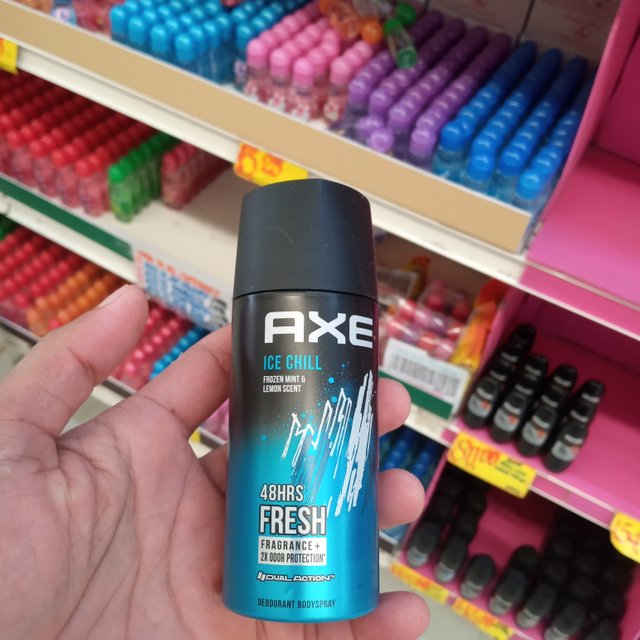 AXE
ICE CHILL
FROZEN MINT &
LEMON SCENT
48HRS
FRESH
FRAGRANCE +
2X ODOR PROTECTION*
DUAL ACTION
DEODORANT BODYSPRAY